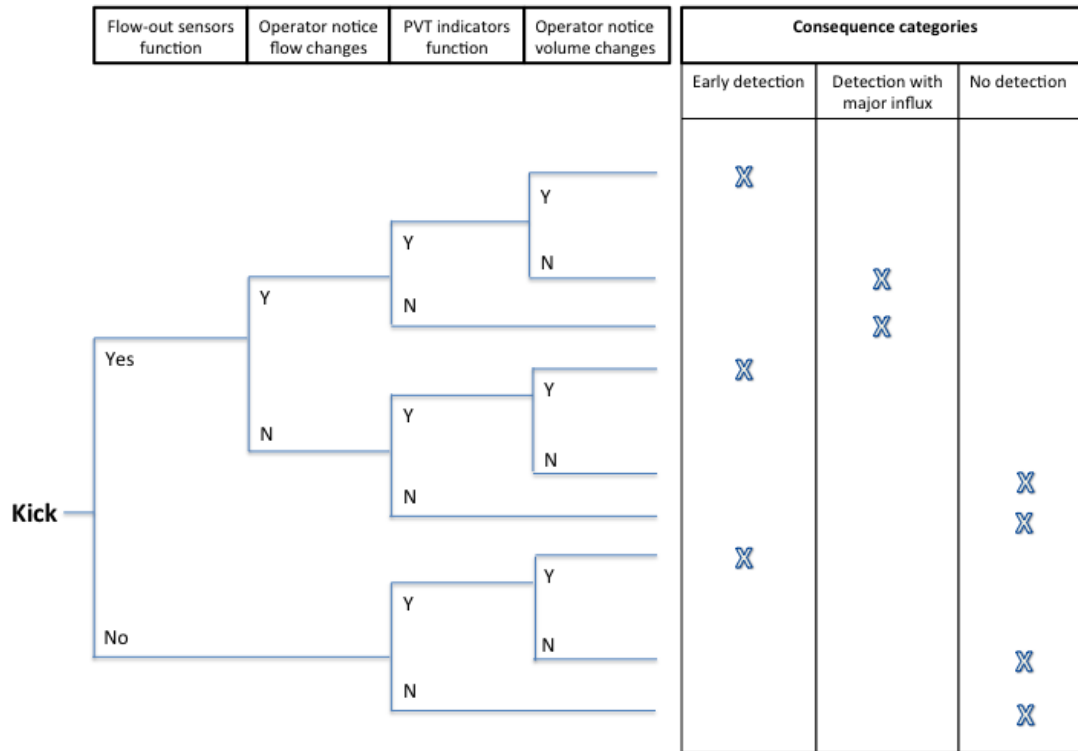 Flow-out sensors function
Operator notice flow changes
PVT indicators function
Operator notice volume changes
Consequence categories
Early detection
Detection with major influx
No detection
X
Y
Y
N
X
Y
N
X
Yes
X
Y
Y
N
N
X
N
X
Kick
X
Y
Y
No
N
X
N
X